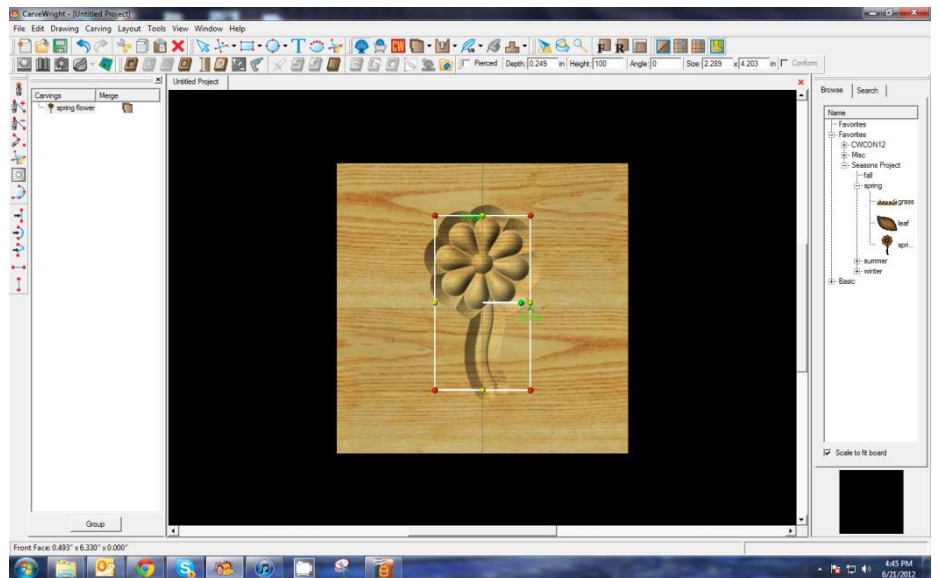 CarveWright - [Untitled Project]
File Edit Drawing Carving Layout Tools View Window Help
CW
Pierced Depth: 0.249 in Height: 100 Angle: 0 Size: 2.289 x 4.203 in Conform
Untitled Project
Carvings Merge
spring flower
Group
Browse Search
Name
Favorites
Favorites
CWCON12
Misc
Seasons Project
fall
spring
grass
leaf
spri...
summer
winter
Basic
Scale to fit board
Front Face: 0.493" x 6.330" x 0.000"
4:45 PM
6/21/2012